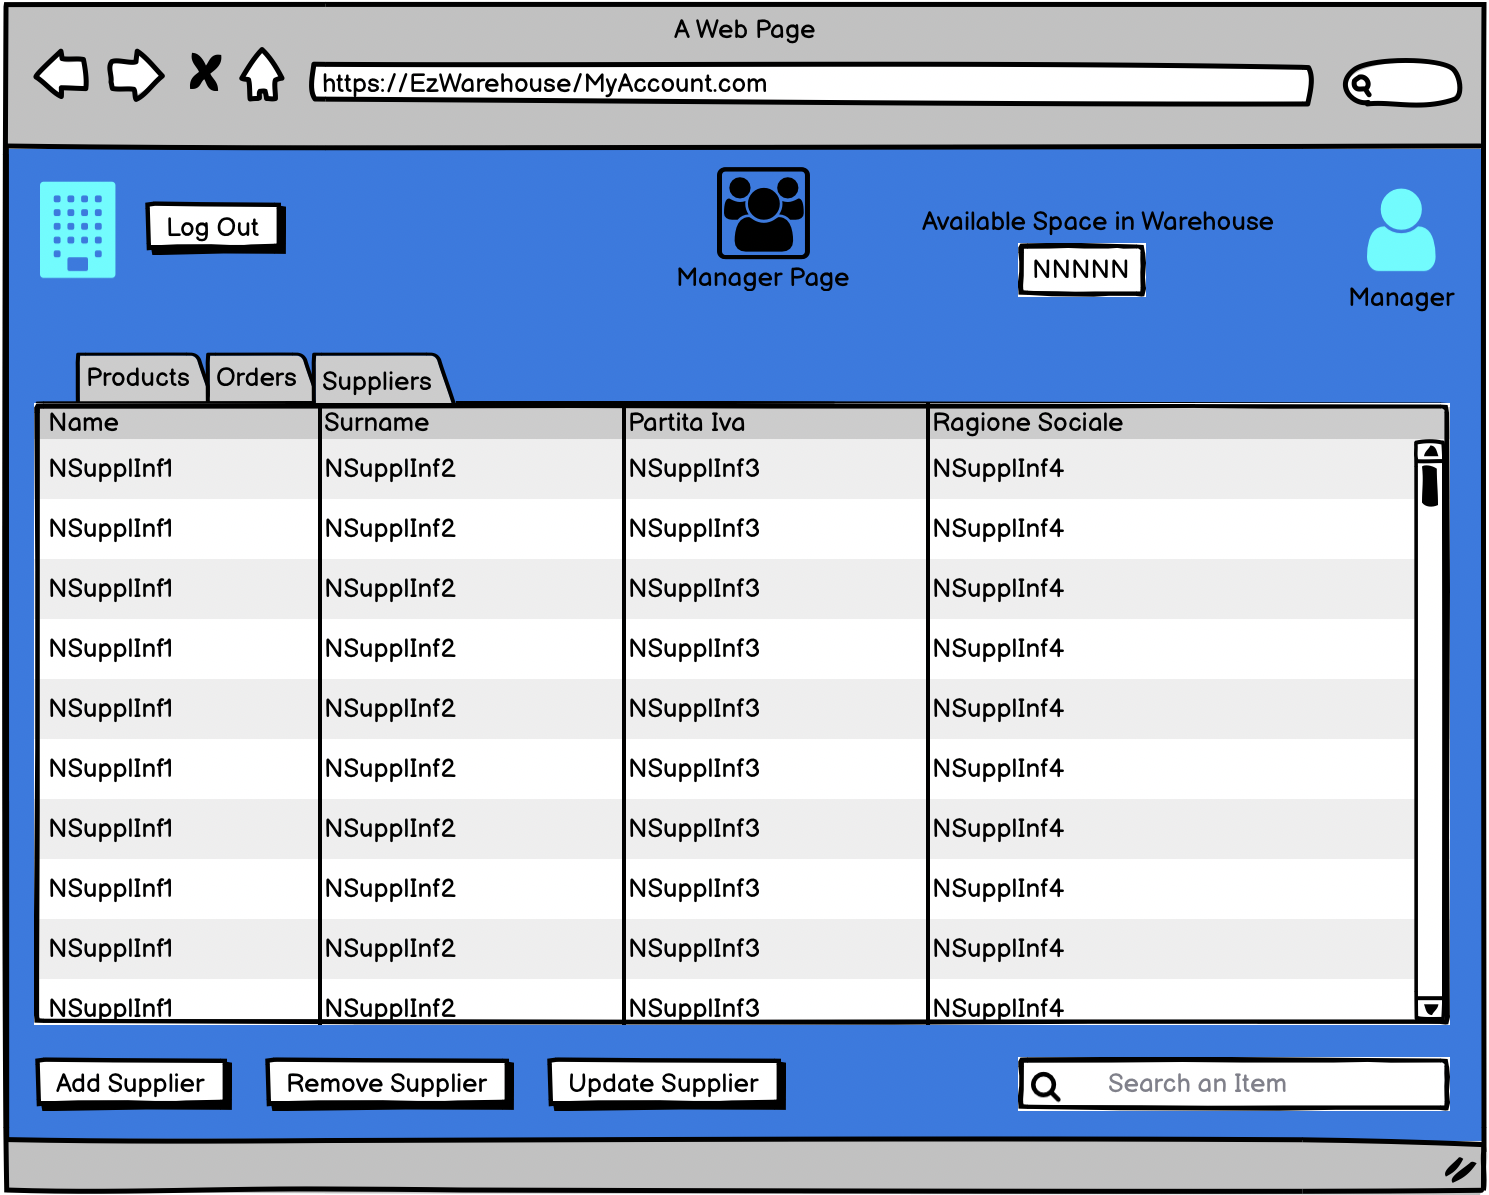 A Web Page
https://EzWarehouse/MyAccount.com
Log Out
Manager Page
Available Space in Warehouse
NNNNN
Manager
Products Orders Suppliers
Name Surname Partita Iva Ragione Sociale
NSupplInf1 NSupplInf2 NSupplInf3 NSupplInf4
NSupplInf1 NSupplInf2 NSupplInf3 NSupplInf4
NSupplInf1 NSupplInf2 NSupplInf3 NSupplInf4
NSupplInf1 NSupplInf2 NSupplInf3 NSupplInf4
NSupplInf1 NSupplInf2 NSupplInf3 NSupplInf4
NSupplInf1 NSupplInf2 NSupplInf3 NSupplInf4
NSupplInf1 NSupplInf2 NSupplInf3 NSupplInf4
NSupplInf1 NSupplInf2 NSupplInf3 NSupplInf4
NSupplInf1 NSupplInf2 NSupplInf3 NSupplInf4
NSupplInf1 NSupplInf2 NSupplInf3 NSupplInf4
Add Supplier Remove Supplier Update Supplier Search an Item